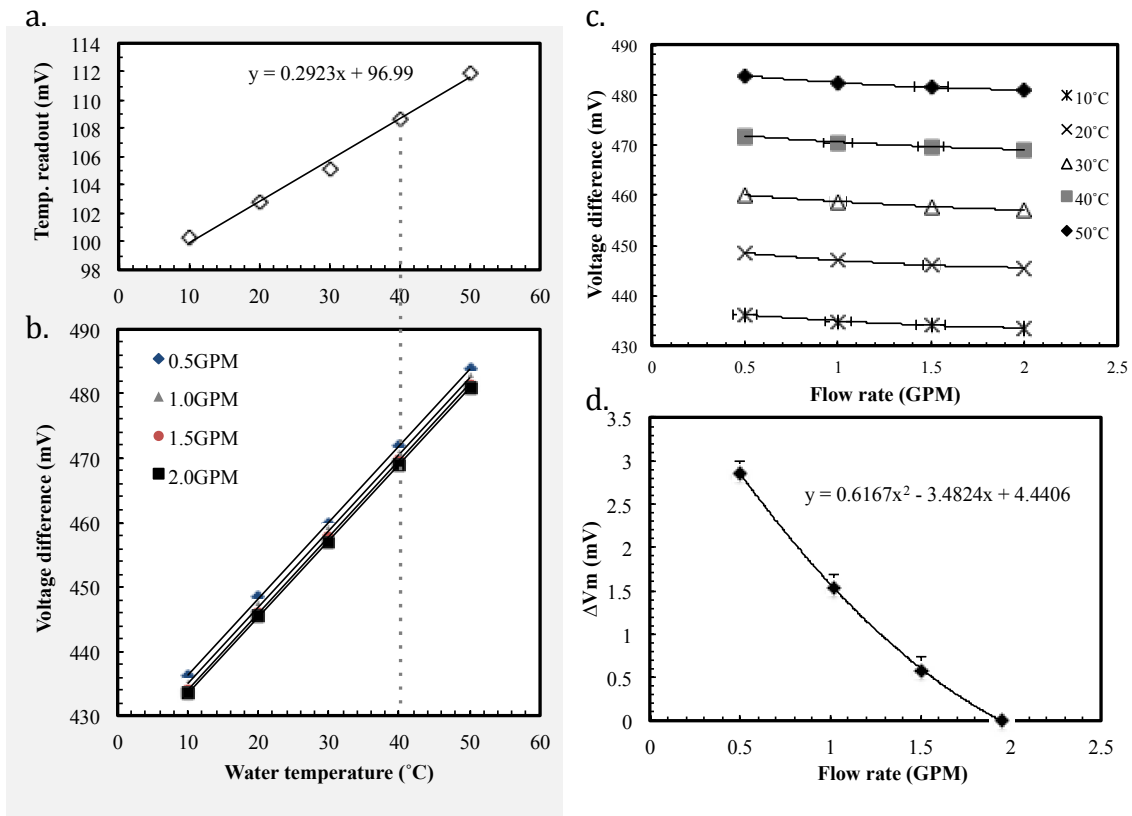 a.
Temp. readout (mV)
114
112
110
108
106
104
102
100
98
y = 0.2923x + 96.99
0 10 20 30 40 50 60
b.
Voltage difference (mV)
490
480
470
460
450
440
430
0.5GPM
1.0GPM
1.5GPM
2.0GPM
0 10 20 30 40 50 60
Water temperature (˚C)
c.
Voltage difference (mV)
490
480
470
460
450
440
430
10˚C
20˚C
30˚C
40˚C
50˚C
0 0.5 1 1.5 2 2.5
Flow rate (GPM)
d.
ΔVm (mV)
3.5
3
2.5
2
1.5
1
0.5
0
y = 0.6167x² - 3.4824x + 4.4406
0 0.5 1 1.5 2 2.5
Flow rate (GPM)